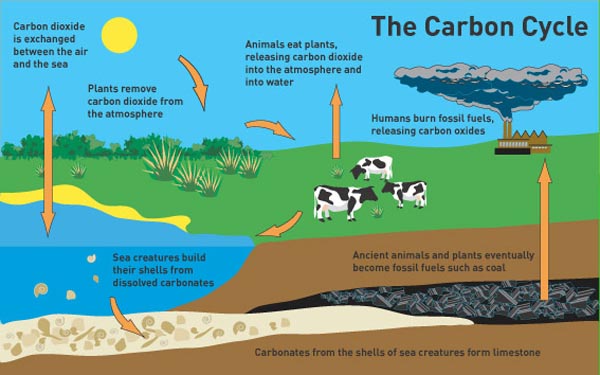 The Carbon Cycle
Carbon dioxide
is exchanged
between the air
and the sea
Plants remove
carbon dioxide from
the atmosphere
Animals eat plants,
releasing carbon dioxide
into the atmosphere and
into water
Humans burn fossil fuels,
releasing carbon oxides
Sea creatures build
their shells from
dissolved carbonates
Ancient animals and plants eventually
become fossil fuels such as coal
Carbonates from the shells of sea creatures form limestone